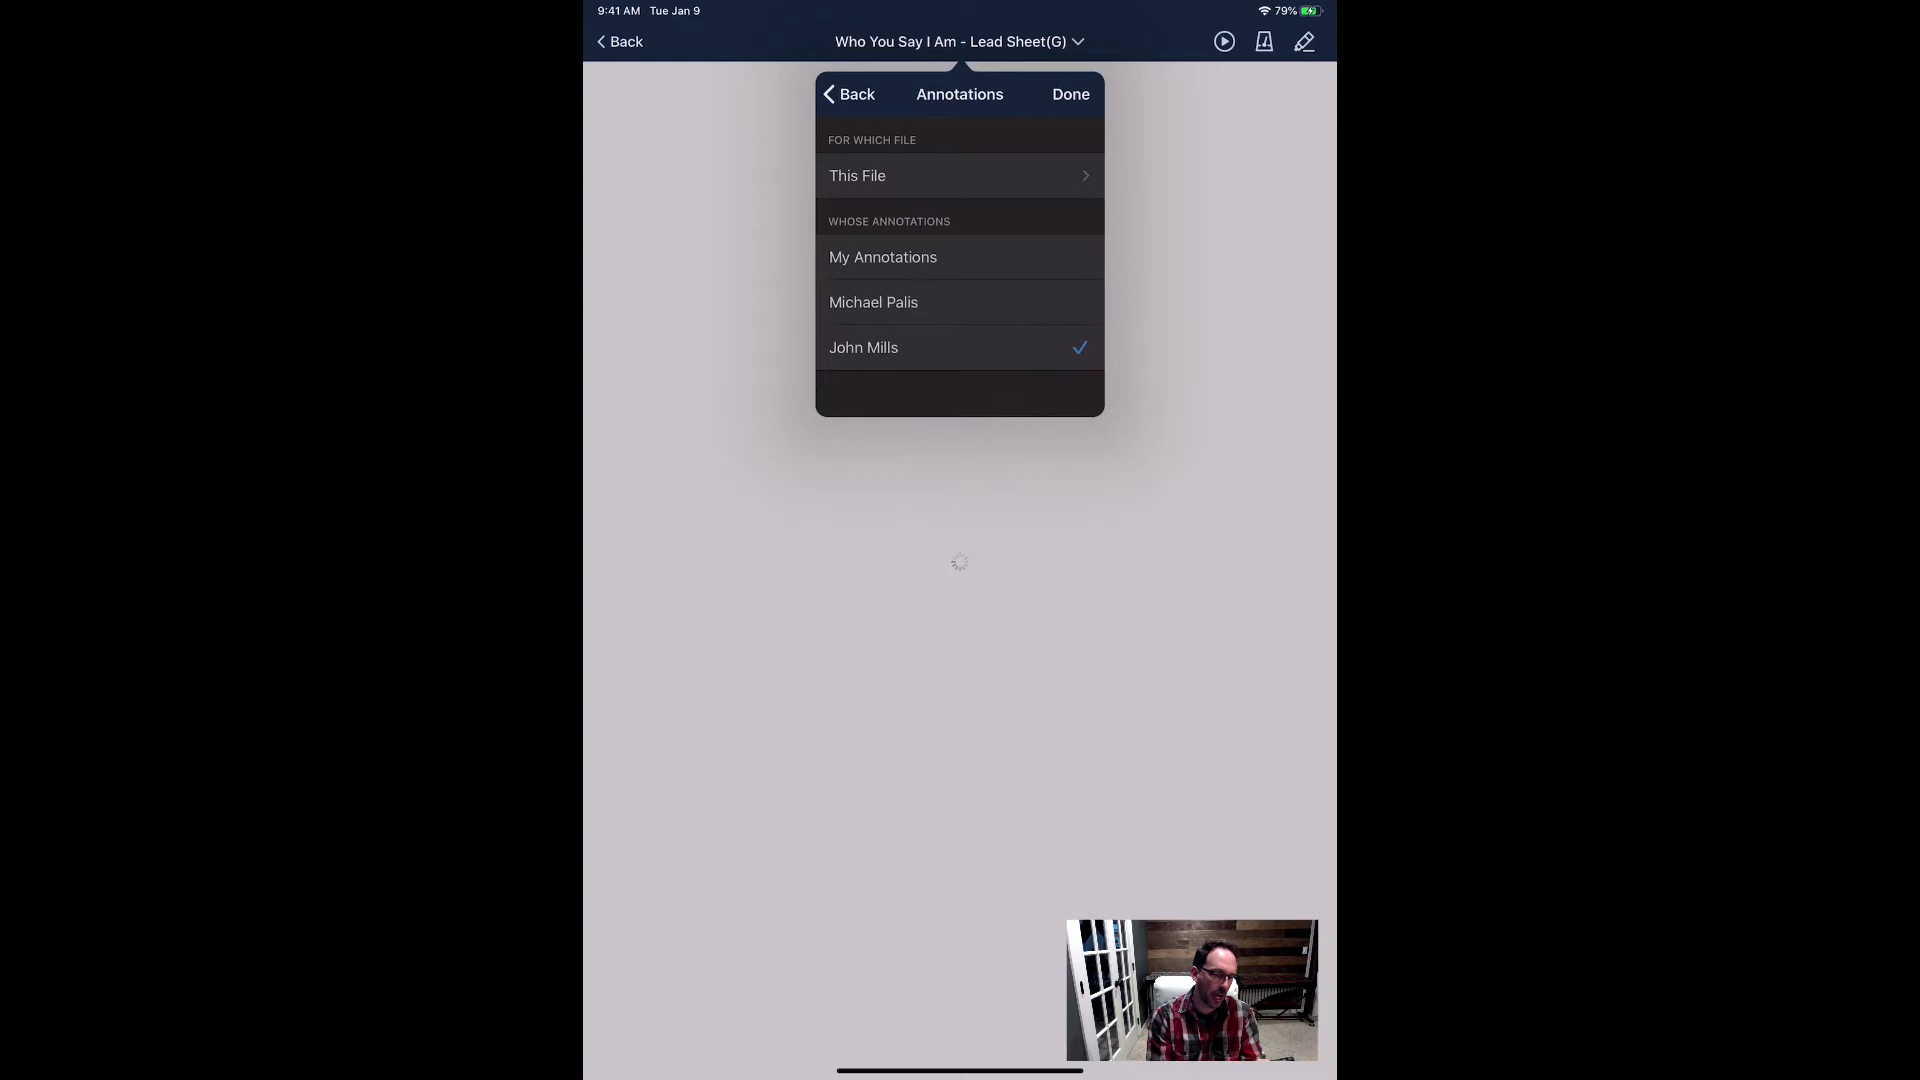 9:41 AM Tue Jan 9
79%
Back
Who You Say I Am - Lead Sheet(G)
Back
Annotations
Done
FOR WHICH FILE
This File
WHOSE ANNOTATIONS
My Annotations
Michael Palis
John Mills